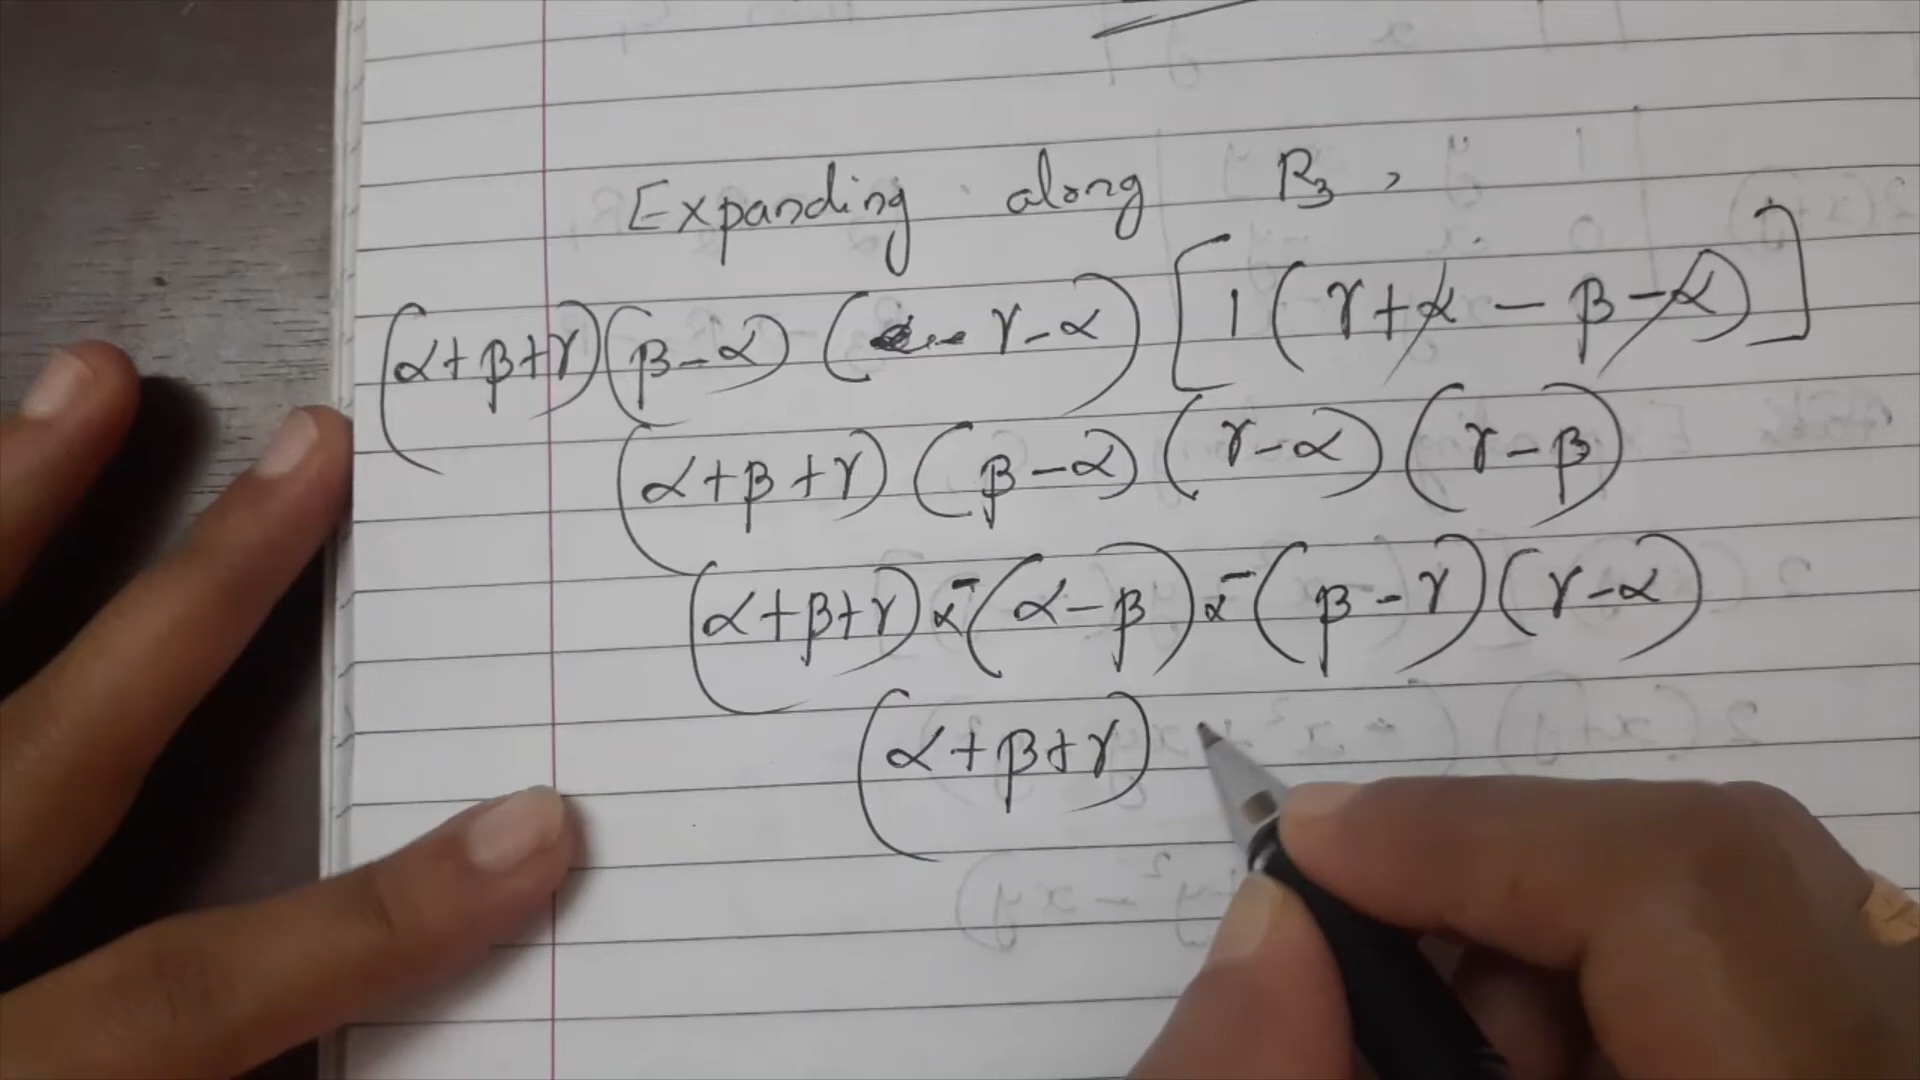 Expanding along R₃,
(α+β+γ)(β-α)(γ-α)[1(γ+α-β-α)]
(α+β+γ)(β-α)(γ-α)(γ-β)
(α+β+γ)x-(α-β)x-(β-γ)(γ-α)
(α+β+γ)